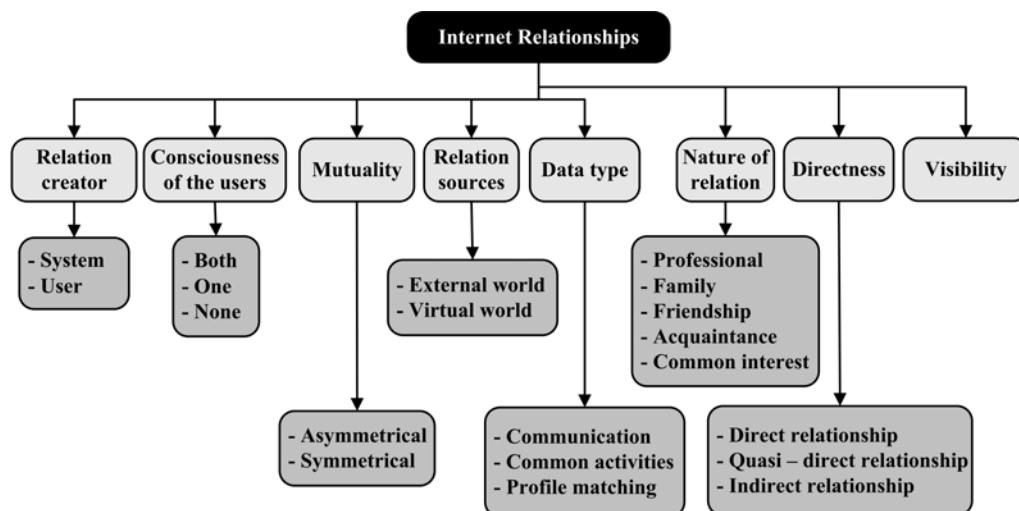 Internet Relationships
Relation
creator
Consciousness
of the users
Mutuality
Relation
sources
Data type
Nature of
relation
Directness
Visibility
- System
- User
- Both
- One
- None
- External world
- Virtual world
- Professional
- Family
- Friendship
- Acquaintance
- Common interest
- Asymmetrical
- Symmetrical
- Communication
- Common activities
- Profile matching
- Direct relationship
- Quasi – direct relationship
- Indirect relationship